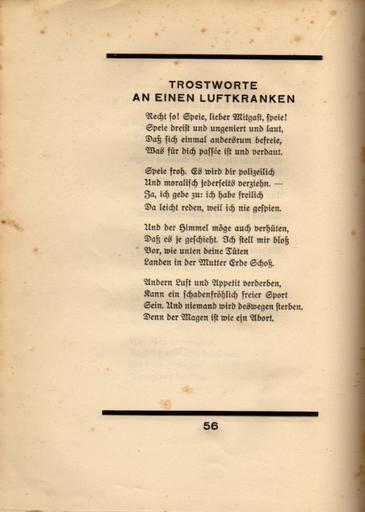 TROSTWORTE
AN EINEN LUFTKRANKEN
Recht so! Speie, lieber Mitgast, speie!
Speie dreist und ungeniert und laut,
Daß sich einmal andersrum befreie,
Was für dich passée ist und verdaut.
Speie froh. Es wird dir polizeilich
Und moralisch jederseits verziehn. —
Ja, ich gebe zu: ich habe freilich
Da leicht reden, weil ich nie gespien.
Und der Himmel möge auch verhüten,
Daß es je geschieht. Ich stell mir bloß
Vor, wie unten deine Tüten
Landen in der Mutter Erde Schoß.
Andern Luft und Appetit verderben,
Kann ein schadenfröhlich freier Sport
Sein. Und niemand wird deswegen sterben.
Denn der Magen ist wie ein Abort.
56